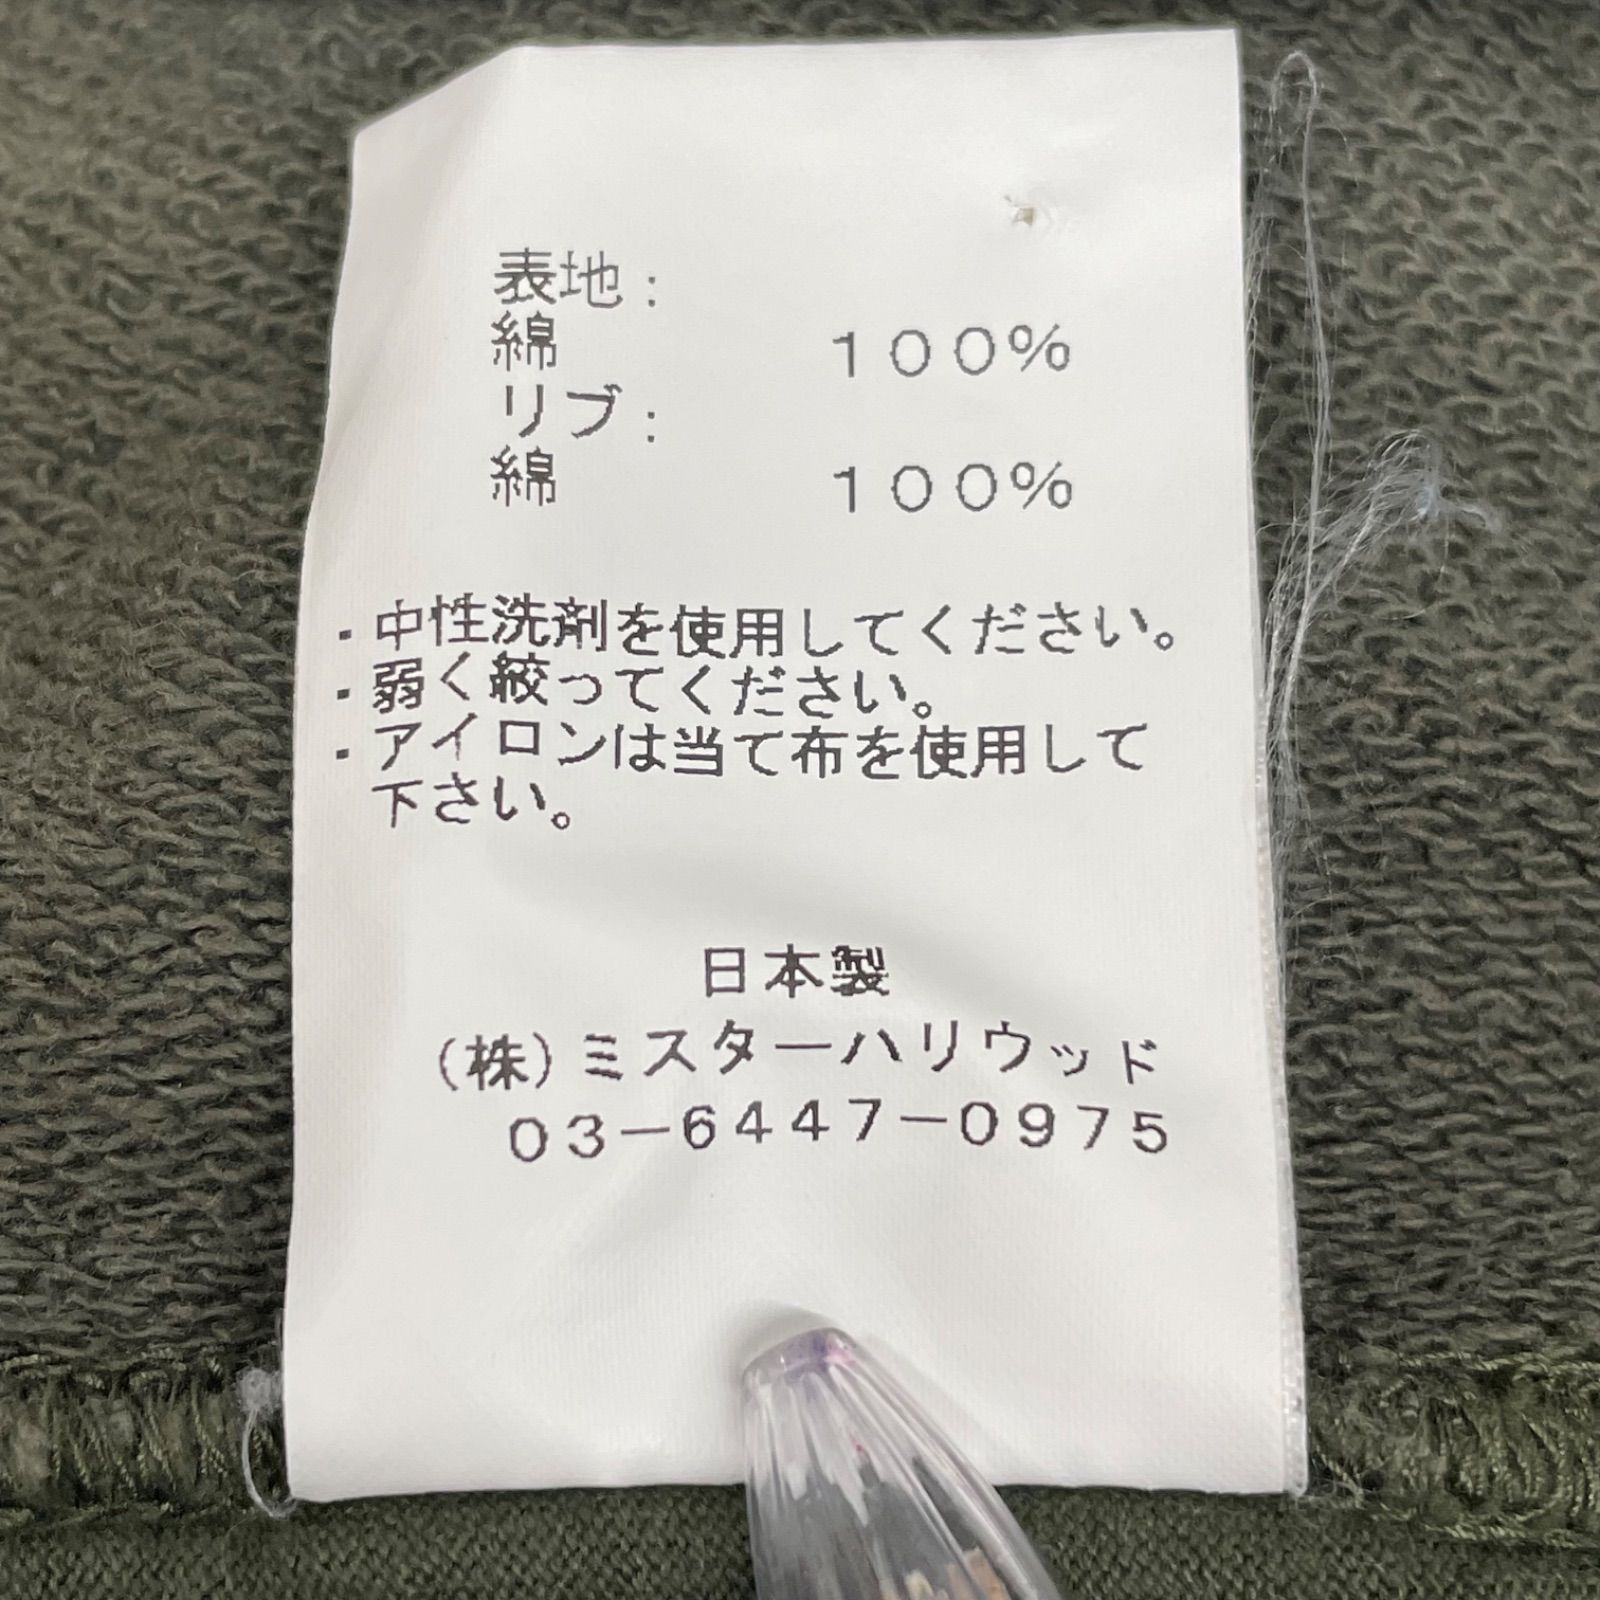 表地：
綿 １００％
リブ：
綿 １００％
・中性洗剤を使用してください。
・弱く絞ってください。
・アイロンは当て布を使用して
下さい。
日本製
（株）ミスターハリウッド
０３－６４４７－０９７５